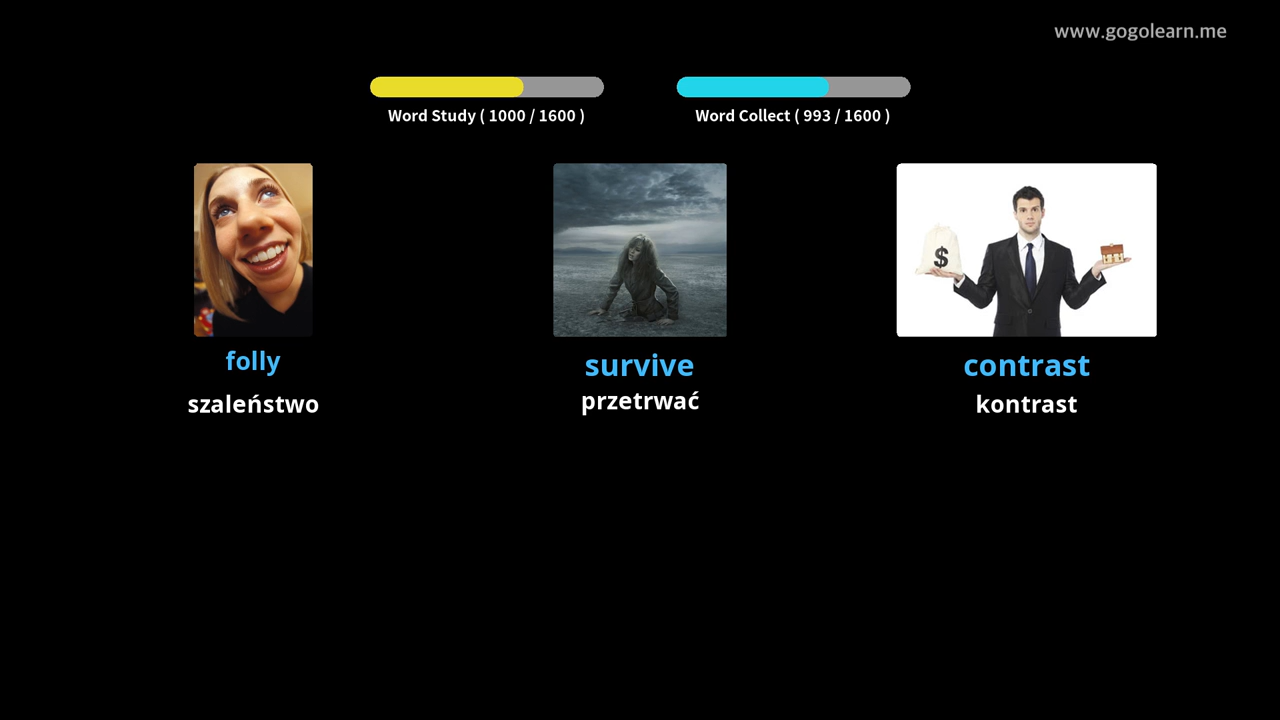 www.gogolearn.me
Word Study ( 1000 / 1600 )
Word Collect ( 993 / 1600 )
folly
szaleństwo
survive
przetrwać
$
contrast
kontrast